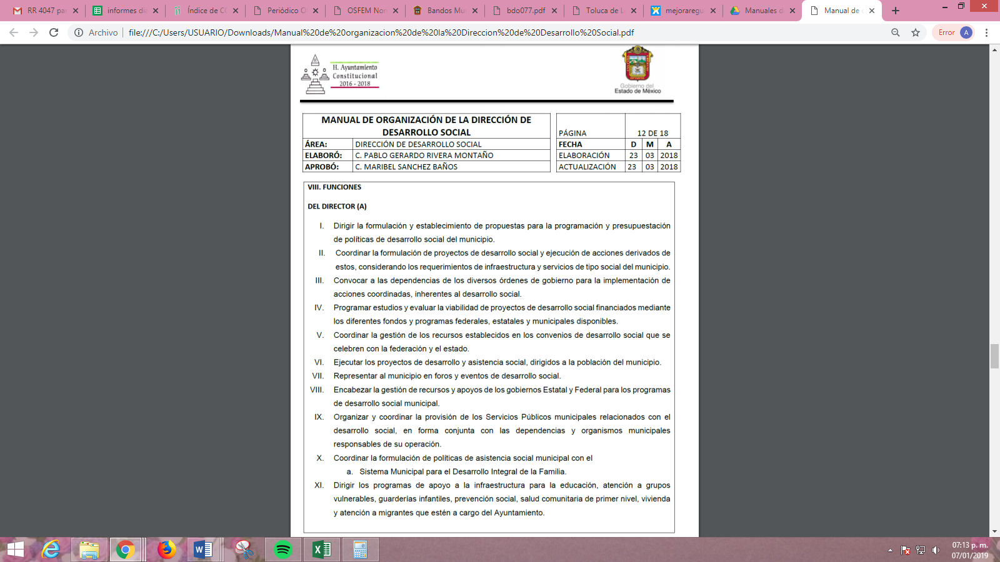 RR 4047 pa
informes di
Índice de C
Periódico O
OSFEM No
Bandos Mu
bdo077.pdf
Toluca de L
mejoraregu
Manuales d
Manual de
Archivo
file:///C:/Users/USUARIO/Downloads/Manual%20de%20organizacion%20de%20la%20Direccion%20de%20Desarrollo%20Social.pdf
Error A
H. Ayuntamiento
Constitucional
2016 - 2018
Gobierno del
Estado de México
MANUAL DE ORGANIZACIÓN DE LA DIRECCIÓN DE
DESARROLLO SOCIAL
ÁREA: DIRECCIÓN DE DESARROLLO SOCIAL
ELABORÓ: C. PABLO GERARDO RIVERA MONTAÑO
APROBÓ: C. MARIBEL SANCHEZ BAÑOS
PÁGINA 12 DE 18
FECHA D M A
ELABORACIÓN 23 03 2018
ACTUALIZACIÓN 23 03 2018
VIII. FUNCIONES
DEL DIRECTOR (A)
I. Dirigir la formulación y establecimiento de propuestas para la programación y presupuestación
de políticas de desarrollo social del municipio.
II. Coordinar la formulación de proyectos de desarrollo social y ejecución de acciones derivados de
estos, considerando los requerimientos de infraestructura y servicios de tipo social del municipio.
III. Convocar a las dependencias de los diversos órdenes de gobierno para la implementación de
acciones coordinadas, inherentes al desarrollo social.
IV. Programar estudios y evaluar la viabilidad de proyectos de desarrollo social financiados mediante
los diferentes fondos y programas federales, estatales y municipales disponibles.
V. Coordinar la gestión de los recursos establecidos en los convenios de desarrollo social que se
celebren con la federación y el estado.
VI. Ejecutar los proyectos de desarrollo y asistencia social, dirigidos a la población del municipio.
VII. Representar al municipio en foros y eventos de desarrollo social.
VIII. Encabezar la gestión de recursos y apoyos de los gobiernos Estatal y Federal para los programas
de desarrollo social municipal.
IX. Organizar y coordinar la provisión de los Servicios Públicos municipales relacionados con el
desarrollo social, en forma conjunta con las dependencias y organismos municipales
responsables de su operación.
X. Coordinar la formulación de políticas de asistencia social municipal con el
a. Sistema Municipal para el Desarrollo Integral de la Familia.
XI. Dirigir los programas de apoyo a la infraestructura para la educación, atención a grupos
vulnerables, guarderías infantiles, prevención social, salud comunitaria de primer nivel, vivienda
y atención a migrantes que estén a cargo del Ayuntamiento.
07:13 p. m.
07/01/2019